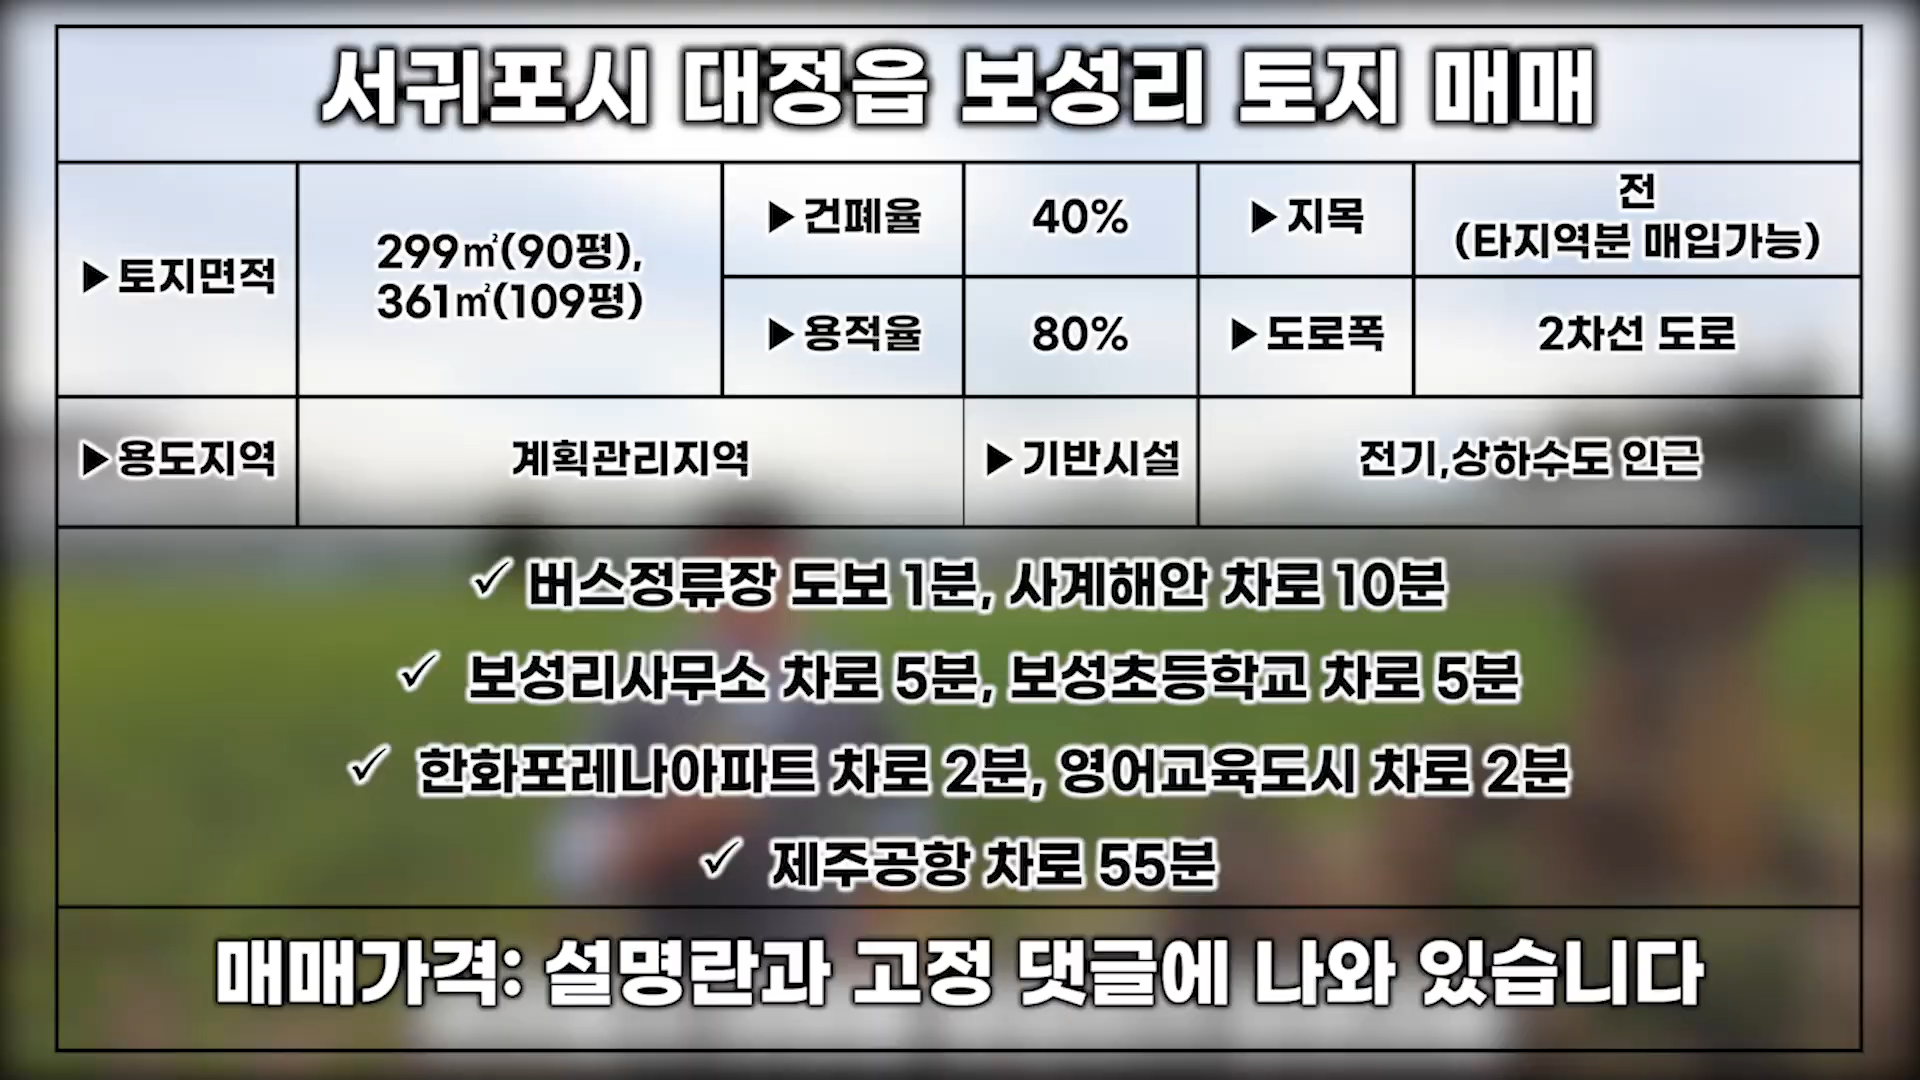 서귀포시 대정읍 보성리 토지 매매
▶토지면적
299㎡(90평),
361㎡(109평)
▶건폐율
40%
▶지목
전
(타지역분 매입가능)
▶용적율
80%
▶도로폭
2차선 도로
▶용도지역
계획관리지역
▶기반시설
전기,상하수도 인근
✓ 버스정류장 도보 1분, 사계해안 차로 10분
✓ 보성리사무소 차로 5분, 보성초등학교 차로 5분
✓ 한화포레나아파트 차로 2분, 영어교육도시 차로 2분
✓ 제주공항 차로 55분
매매가격: 설명란과 고정 댓글에 나와 있습니다